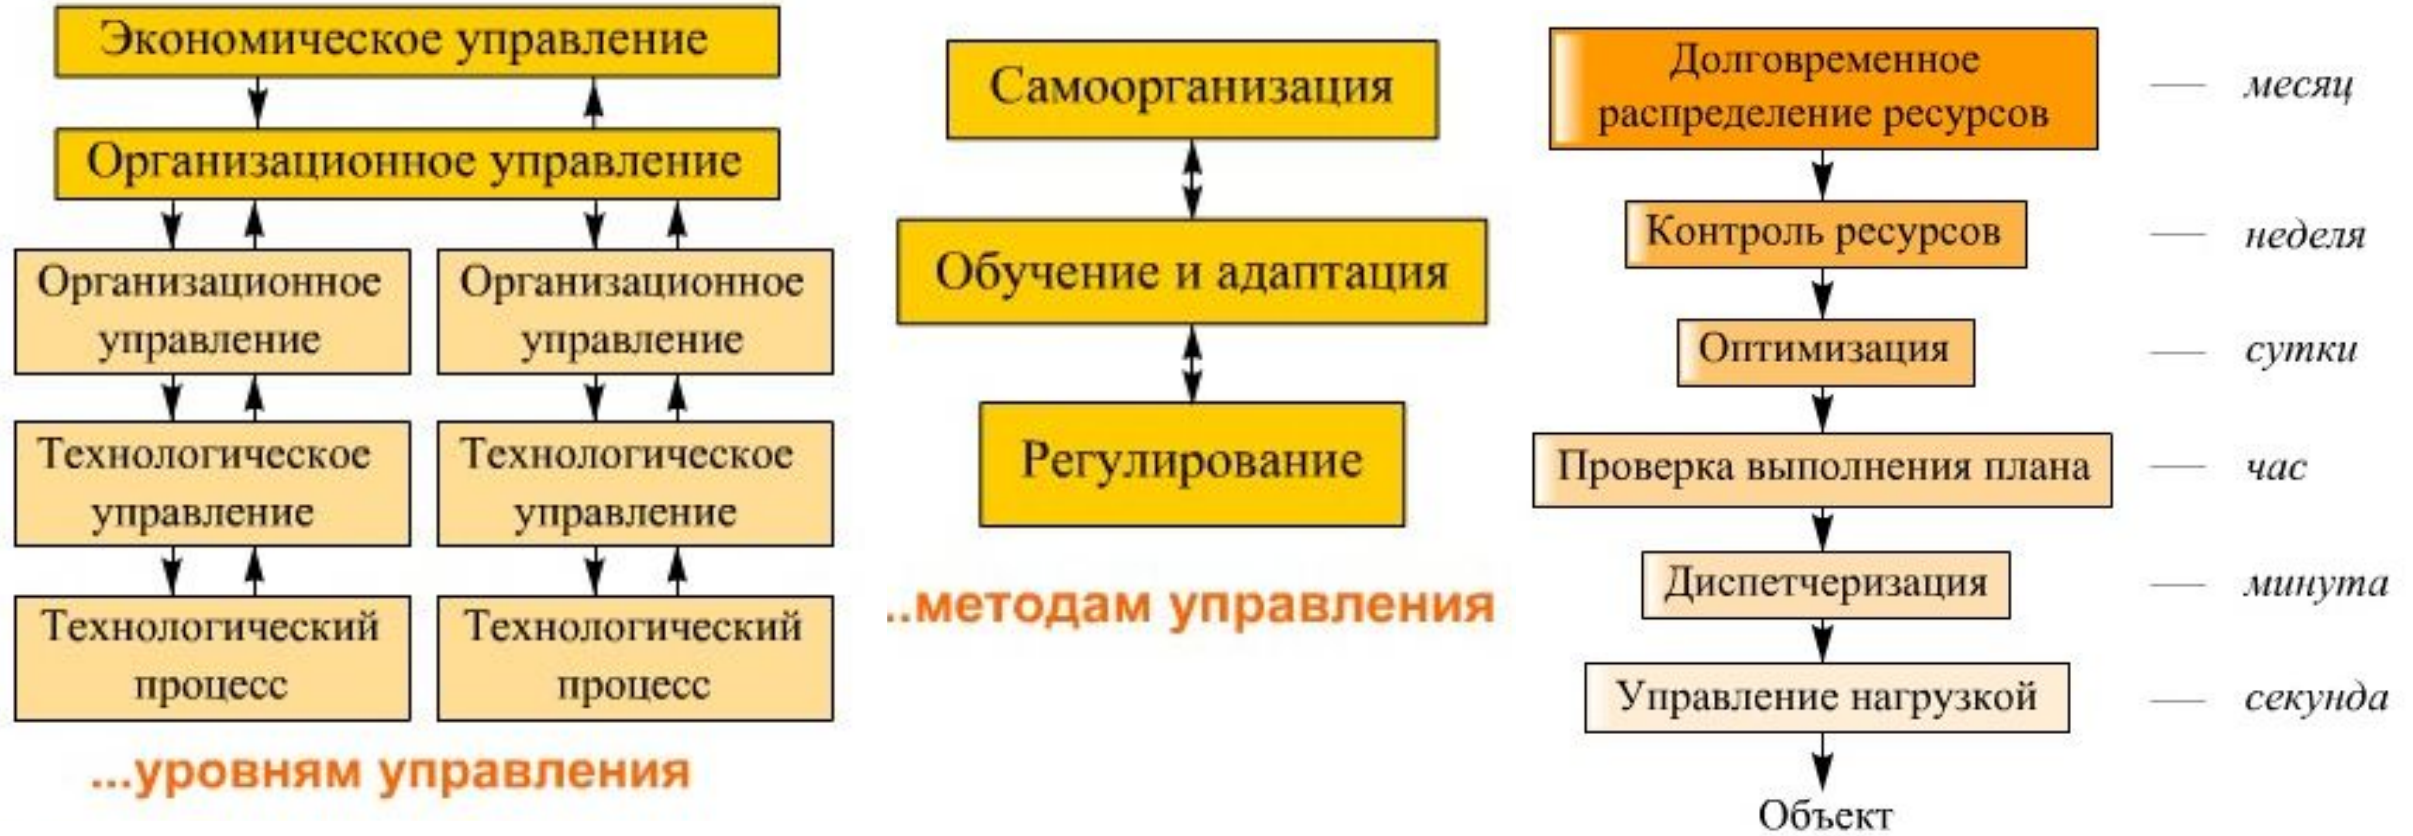 Экономическое управление
Организационное управление
Организационное
управление
Организационное
управление
Технологическое
управление
Технологическое
управление
Технологический
процесс
Технологический
процесс
...уровням управления
Самоорганизация
Обучение и адаптация
Регулирование
..методам управления
Долговременное
распределение ресурсов
— месяц
Контроль ресурсов
— неделя
Оптимизация
— сутки
Проверка выполнения плана
— час
Диспетчеризация
— минута
Управление нагрузкой
— секунда
Объект